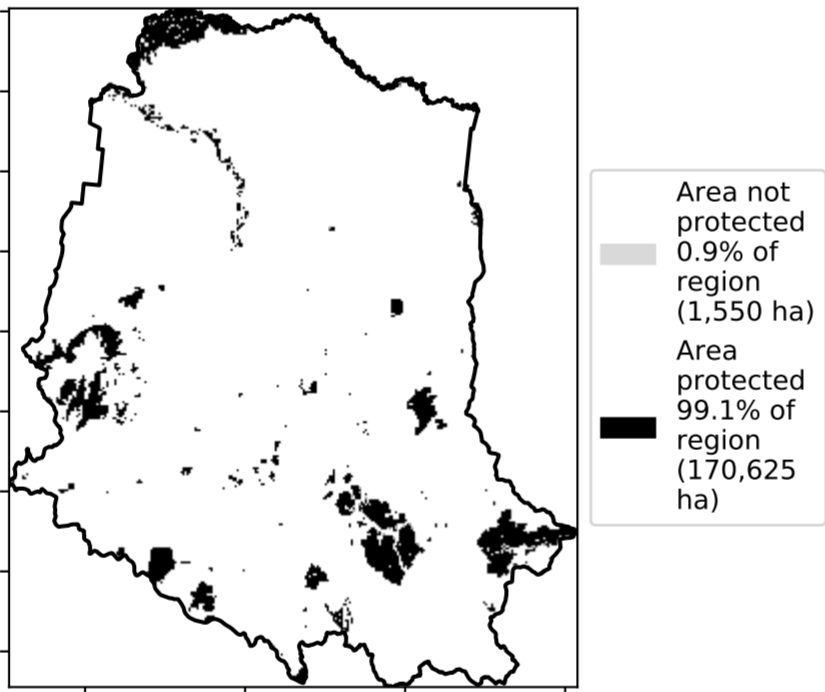 Area not
protected
0.9% of
region
(1,550 ha)
Area
protected
99.1% of
region
(170,625
ha)